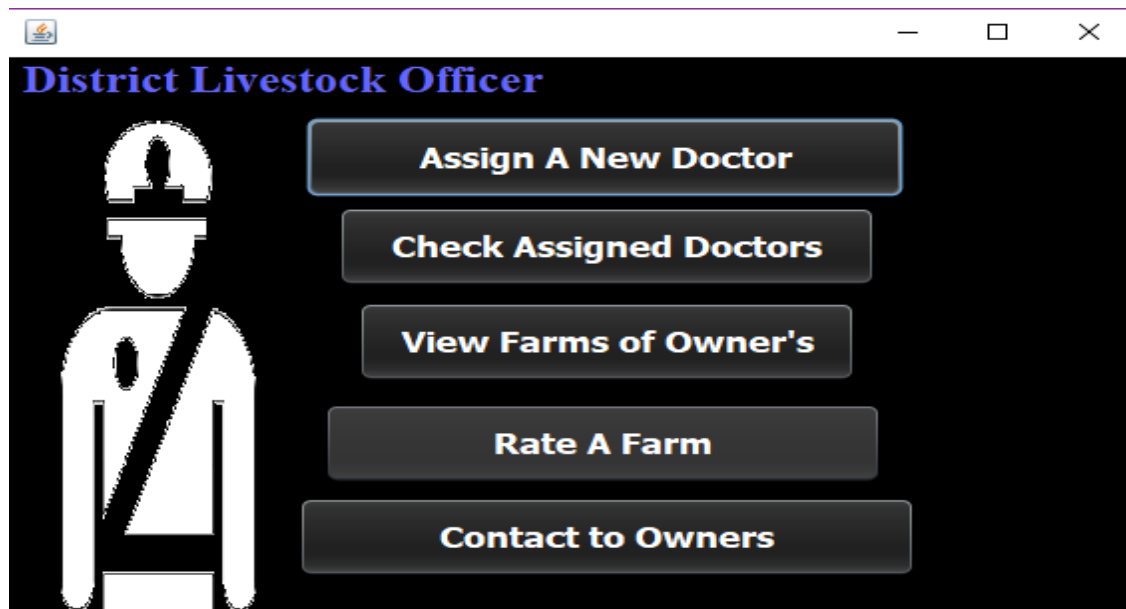 District Livestock Officer
Assign A New Doctor
Check Assigned Doctors
View Farms of Owner's
Rate A Farm
Contact to Owners